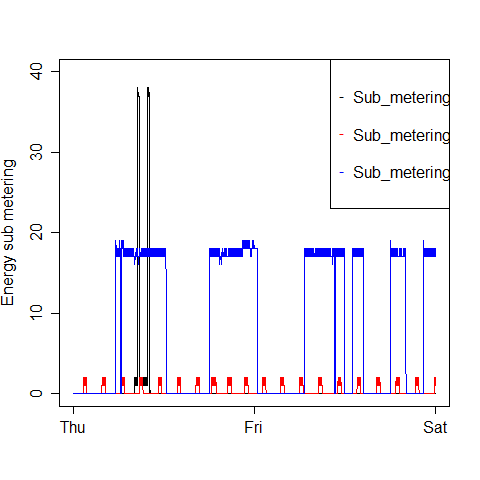 Energy sub metering
40
30
20
10
0
Sub_metering
Sub_metering
Sub_metering
Thu Fri Sat